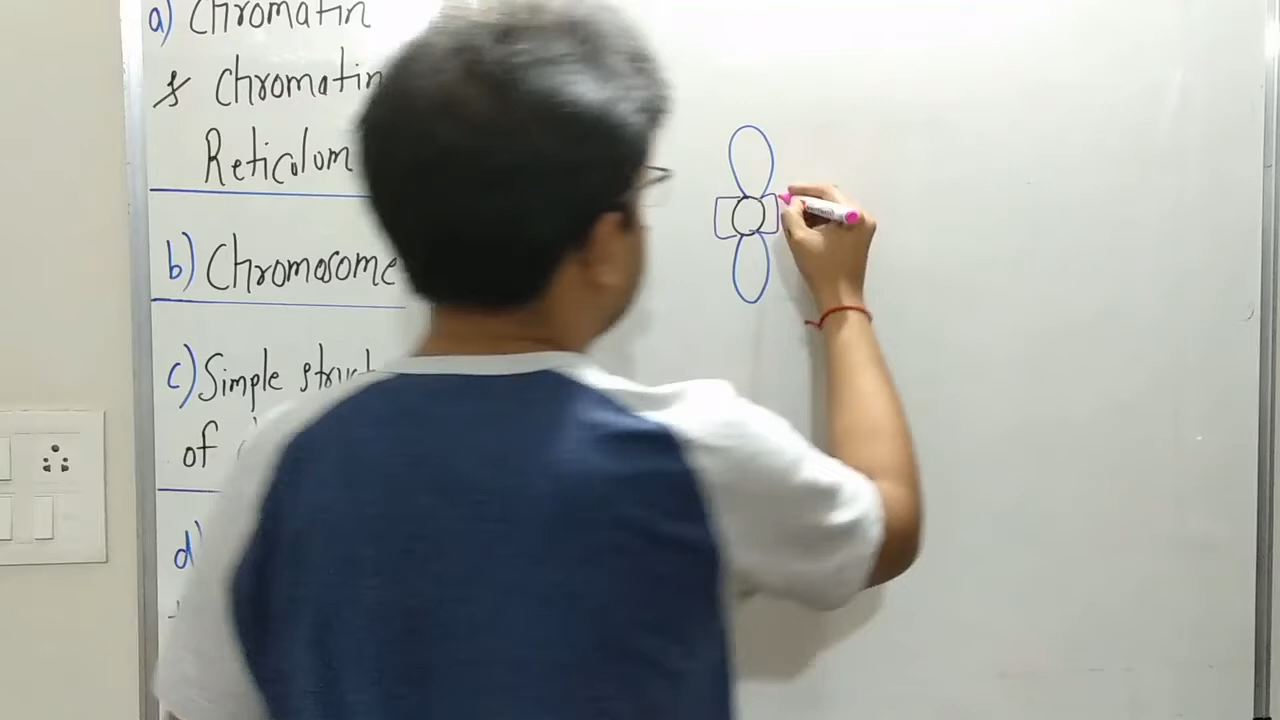 a) Chromatin
* Chromatin
Reticulum
b) Chromosome
c) Simple struct
of
d)